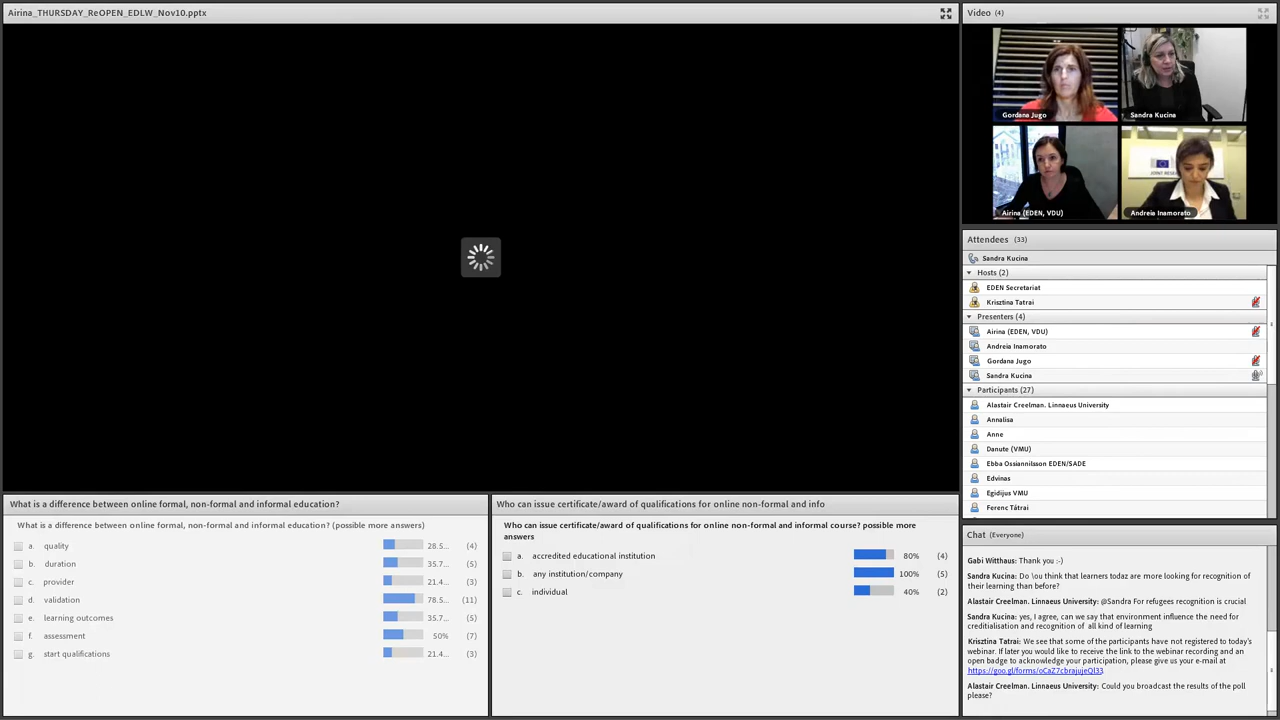 Airina_THURSDAY_ReOPEN_EDLW_Nov10.pptx
Video (4)
Gordana Jugo
Sandra Kucina
JOINT RESEA
Airina (EDEN, VDU)
Andreia Inamorato
Attendees (33)
Sandra Kucina
Hosts (2)
EDEN Secretariat
Krisztina Tatrai
Presenters (4)
Airina (EDEN, VDU)
Andreia Inamorato
Gordana Jugo
Sandra Kucina
Participants (27)
Alastair Creelman. Linnaeus University
Annalisa
Anne
Danute (VMU)
Ebba Ossiannilsson EDEN/SADE
Edvinas
Egidijus VMU
Ferenc Tátrai
What is a difference between online formal, non-formal and informal education?
What is a difference between online formal, non-formal and informal education? (possible more answers)
a. quality 28.5... (4)
b. duration 35.7... (5)
c. provider 21.4... (3)
d. validation 78.5... (11)
e. learning outcomes 35.7... (5)
f. assessment 50% (7)
g. start qualifications 21.4... (3)
Who can issue certificate/award of qualifications for online non-formal and info
Who can issue certificate/award of qualifications for online non-formal and informal course? possible more
answers
a. accredited educational institution 80% (4)
b. any institution/company 100% (5)
c. individual 40% (2)
Chat (Everyone)
Gabi Witthaus: Thank you :-)
Sandra Kucina: Do \ou think that learners todaz are more looking for recognition of
their learning than before?
Alastair Creelman. Linnaeus University: @Sandra For refugees recognition is crucial
Sandra Kucina: yes, I agree, can we say that environment influence the need for
creditialisation and recognition of all kind of learning
Krisztina Tatrai: We see that some of the participants have not registered to today's
webinar. If later you would like to receive the link to the webinar recording and an
open badge to acknowledge your participation, please give us your e-mail at
https://goo.gl/forms/oCaZ7cbrajujeQl33.
Alastair Creelman. Linnaeus University: Could you broadcast the results of the poll
please?